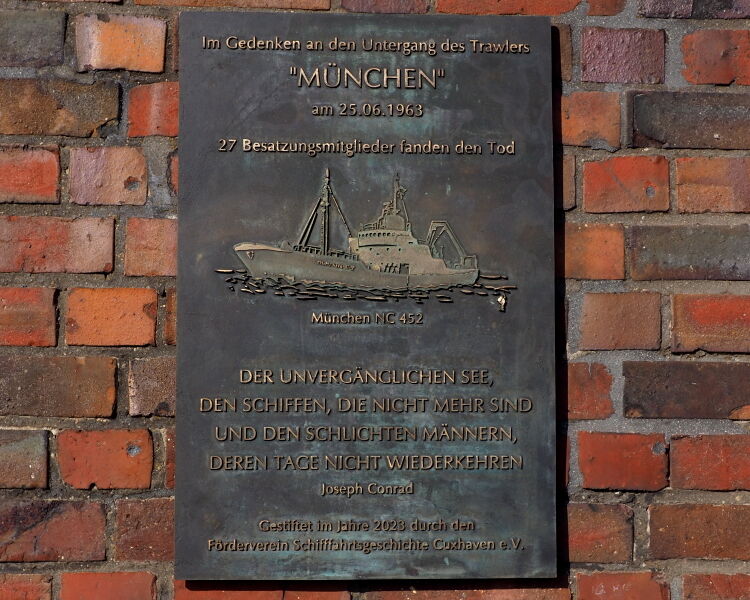 Im Gedenken an den Untergang des Trawlers
"MÜNCHEN"
am 25.06.1963
27 Besatzungsmitglieder fanden den Tod
München NC 452
DER UNVERGÄNGLICHEN SEE,
DEN SCHIFFEN, DIE NICHT MEHR SIND
UND DEN SCHLICHTEN MÄNNERN,
DEREN TAGE NICHT WIEDERKEHREN
Joseph Conrad
Gestiftet im Jahre 2023 durch den
Förderverein Schifffahrtsgeschichte Cuxhaven e.V.